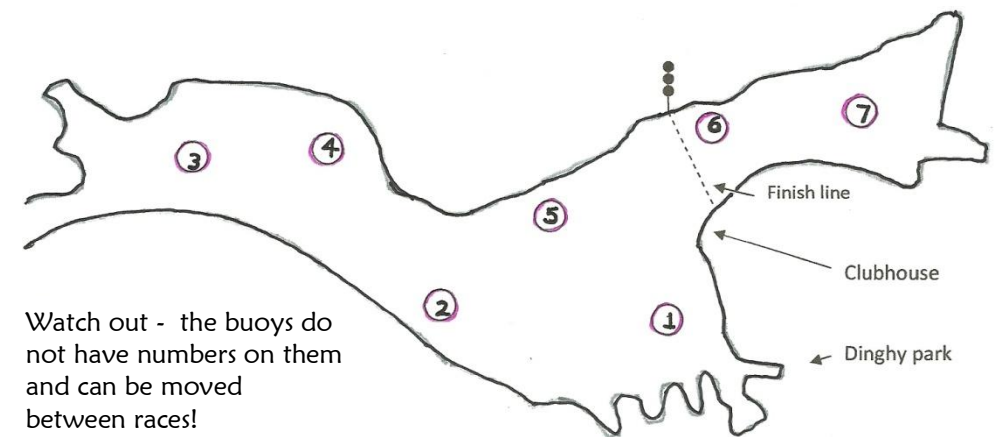 6
7
4
3
Finish line
5
Clubhouse
2
1
Watch out - the buoys do
not have numbers on them
and can be moved
between races!
Dinghy park